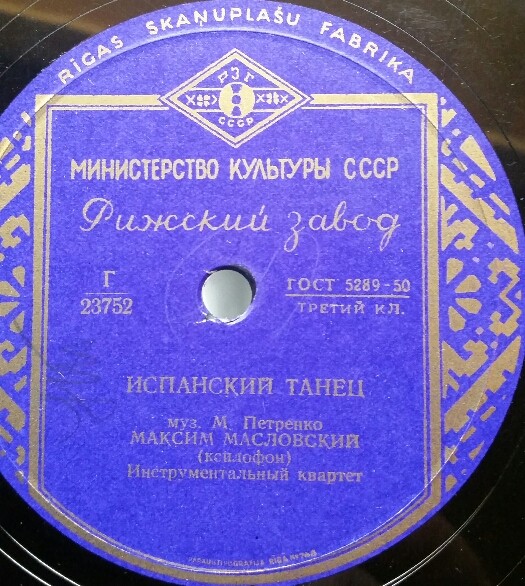 RĪGAS SKAŅUPLAŠU FABRIKA
РЗГ
СССР
МИНИСТЕРСТВО КУЛЬТУРЫ СССР
Рижский завод
Г
23752
ГОСТ 5289-50
ТРЕТИЙ КЛ.
ИСПАНСКИЙ ТАНЕЦ
муз. М Петренко
МАКСИМ МАСЛОВСКИЙ
(ксилофон)
Инструментальный квартет